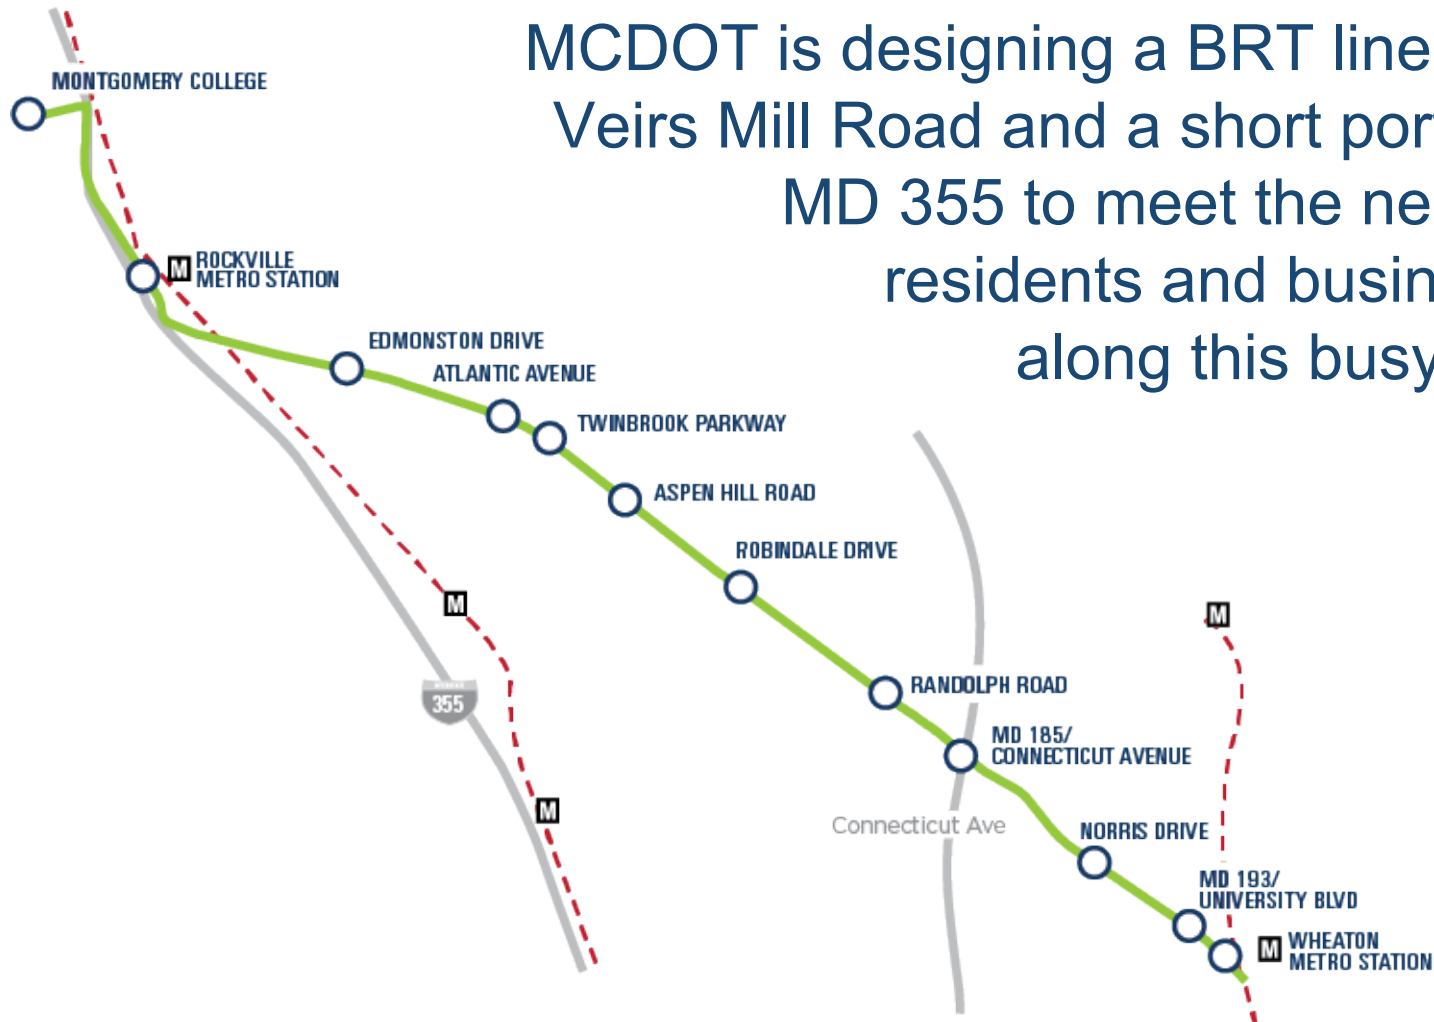 MCDOT is designing a BRT line
Veirs Mill Road and a short por
MD 355 to meet the ne
residents and busin
along this busy
MONTGOMERY COLLEGE
M
ROCKVILLE
METRO STATION
EDMONSTON DRIVE
ATLANTIC AVENUE
TWINBROOK PARKWAY
ASPEN HILL ROAD
ROBINDALE DRIVE
M
M
RANDOLPH ROAD
355
MD 185/
CONNECTICUT AVENUE
M
Connecticut Ave
NORRIS DRIVE
MD 193/
UNIVERSITY BLVD
M
WHEATON
METRO STATION